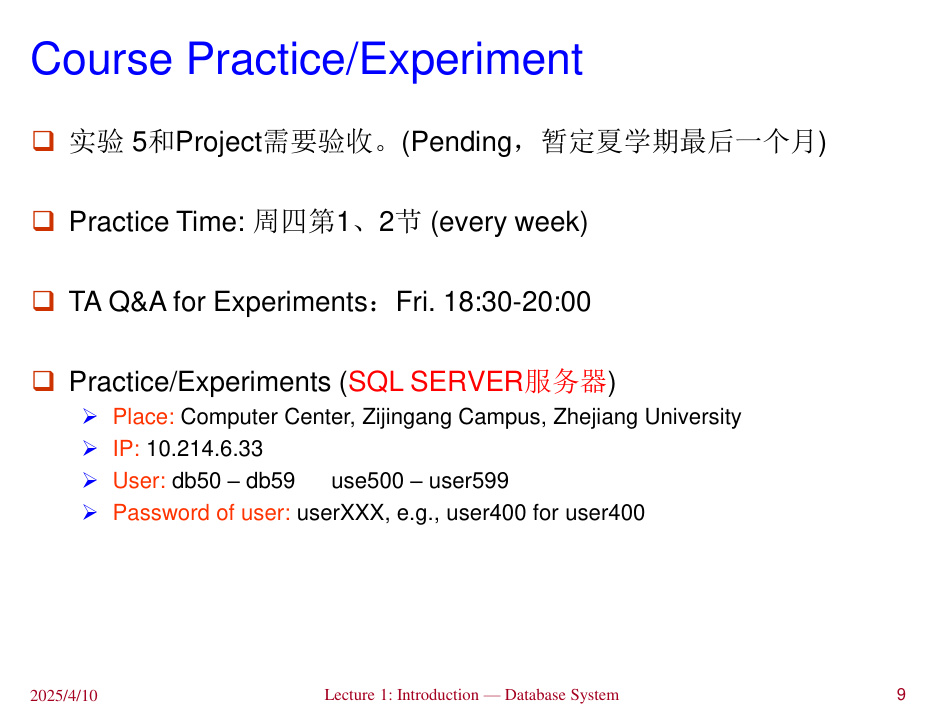 Course Practice/Experiment
实验 5和Project需要验收。(Pending，暂定夏学期最后一个月)
Practice Time: 周四第1、2节 (every week)
TA Q&A for Experiments：Fri. 18:30-20:00
Practice/Experiments (SQL SERVER服务器)
Place: Computer Center, Zijingang Campus, Zhejiang University
IP: 10.214.6.33
User: db50 – db59 use500 – user599
Password of user: userXXX, e.g., user400 for user400
2025/4/10 Lecture 1: Introduction — Database System 9